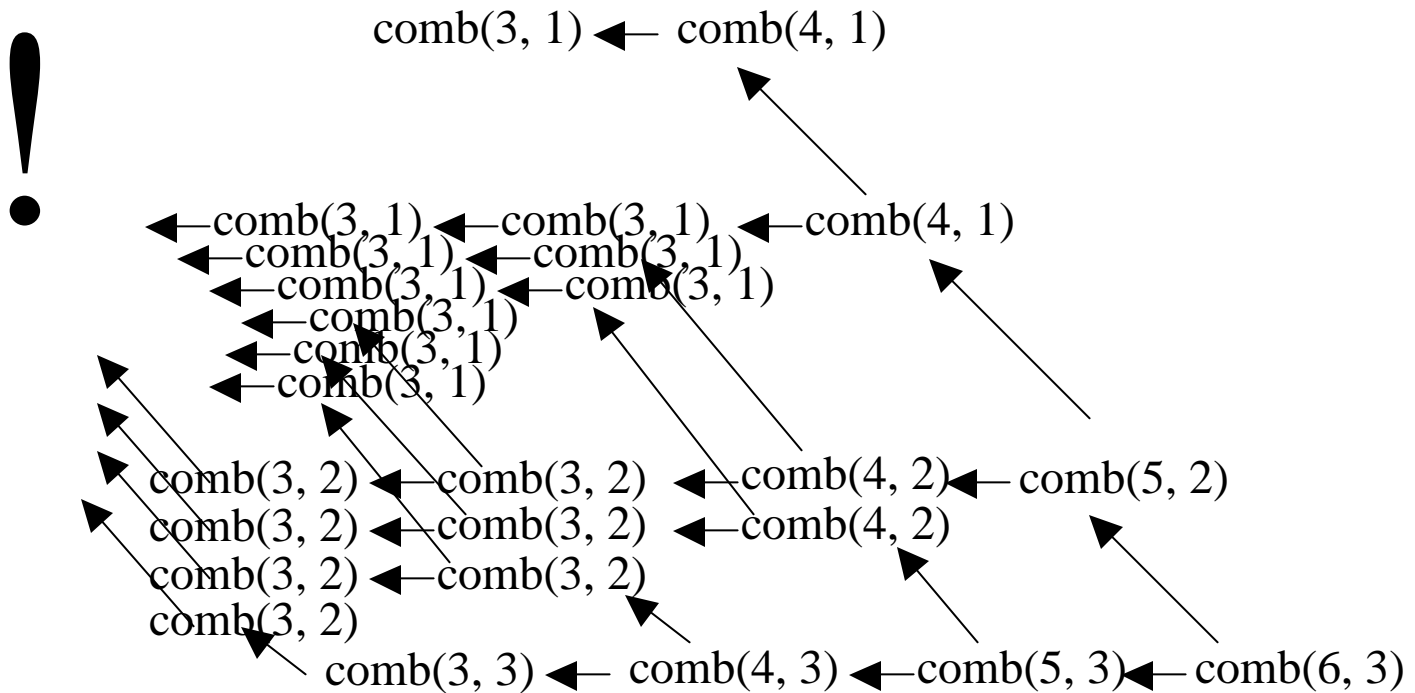 !
comb(3, 1) comb(4, 1)
comb(3, 1) comb(3, 1) comb(4, 1)
comb(3, 1) comb(3, 1)
comb(3, 1) comb(3, 1)
comb(3, 1)
comb(3, 1)
comb(3, 1)
comb(3, 2) comb(3, 2) comb(4, 2) comb(5, 2)
comb(3, 2) comb(3, 2) comb(4, 2)
comb(3, 2) comb(3, 2)
comb(3, 2)
comb(3, 3) comb(4, 3) comb(5, 3) comb(6, 3)